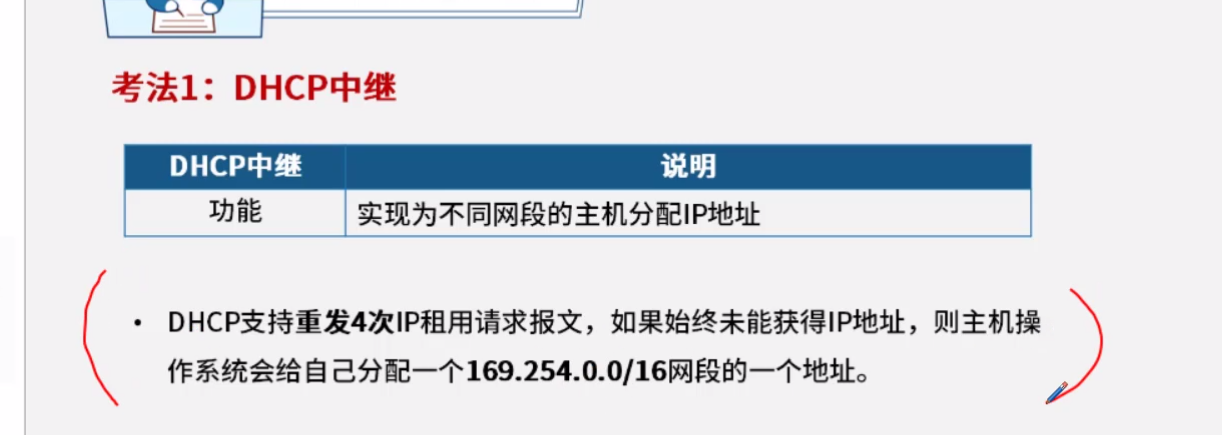 考法1：DHCP中继
DHCP中继 说明
功能 实现为不同网段的主机分配IP地址
• DHCP支持重发4次IP租用请求报文，如果始终未能获得IP地址，则主机操
作系统会给自己分配一个169.254.0.0/16网段的一个地址。